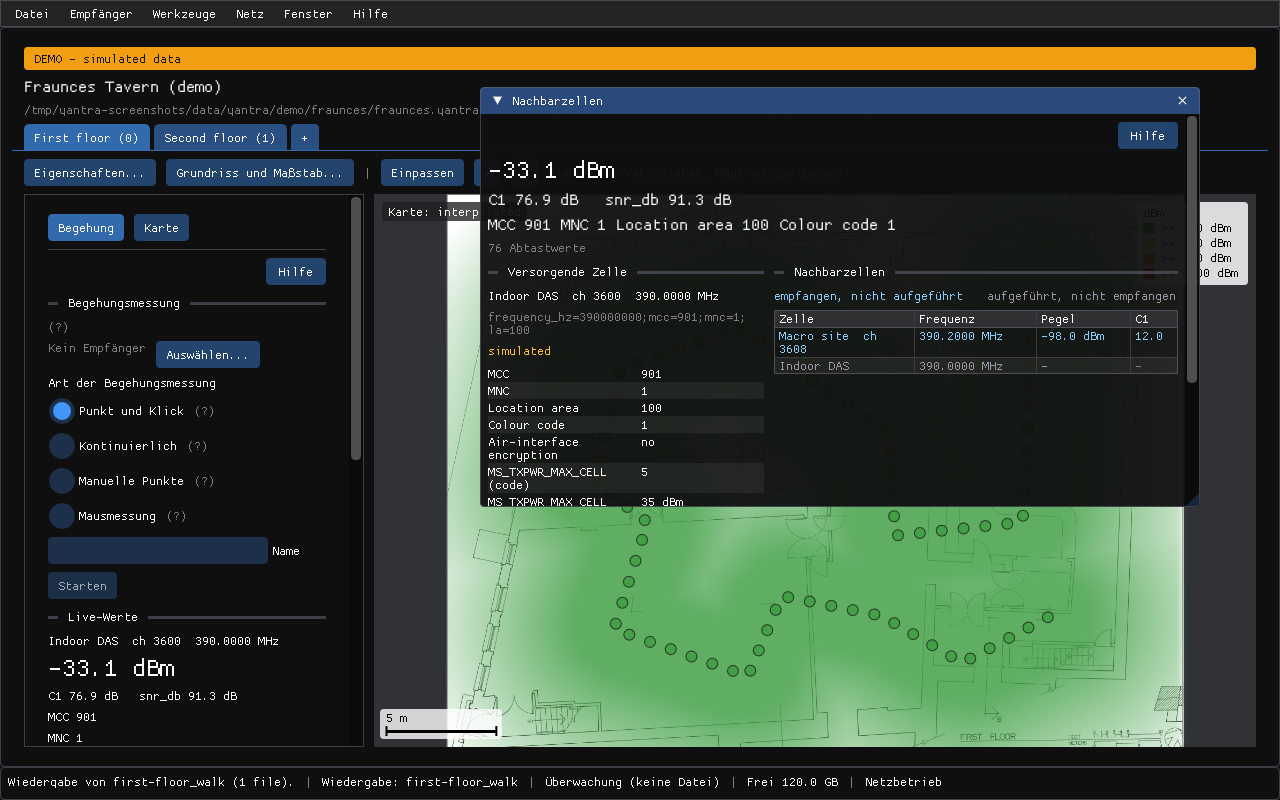 Datei Empfänger Werkzeuge Netz Fenster Hilfe
DEMO - simulated data
Fraunces Tavern (demo)
/tmp/yantra-screenshots/data/yantra/demo/fraunces/fraunces.yantra
First floor (0) Second floor (1) +
Eigenschaften... Grundriss und Maßstab... | Einpassen
Begehung Karte
Hilfe
Begehungsmessung
(?)
Kein Empfänger Auswählen...
Art der Begehungsmessung
Punkt und Klick (?)
Kontinuierlich (?)
Manuelle Punkte (?)
Mausmessung (?)
Name
Starten
Live-Werte
Indoor DAS ch 3600 390.0000 MHz
-33.1 dBm
C1 76.9 dB snr_db 91.3 dB
MCC 901
MNC 1
Karte:
▼ Nachbarzellen ✕
Hilfe
-33.1 dBm
C1 76.9 dB snr_db 91.3 dB
MCC 901 MNC 1 Location area 100 Colour code 1
76 Abtastwerte
Versorgende Zelle
Indoor DAS ch 3600 390.0000 MHz
frequency_hz=390000000;mcc=901;mnc=1;
la=100
simulated
MCC 901
MNC 1
Location area 100
Colour code 1
Air-interface no
encryption
MS_TXPWR_MAX_CELL 5
(code)
MS_TXPWR_MAX_CELL 35 dBm
Nachbarzellen
empfangen, nicht aufgeführt aufgeführt, nicht empfangen
Zelle Frequenz Pegel C1
Macro site ch 390.2000 MHz -98.0 dBm 12.0
3608
Indoor DAS 390.0000 MHz - -
dBm
dBm
dBm
dBm
dBm
5 m
FIRST FLOOR
Wiedergabe von first-floor_walk (1 file). | Wiedergabe: first-floor_walk | Überwachung (keine Datei) | Frei 120.0 GB | Netzbetrieb